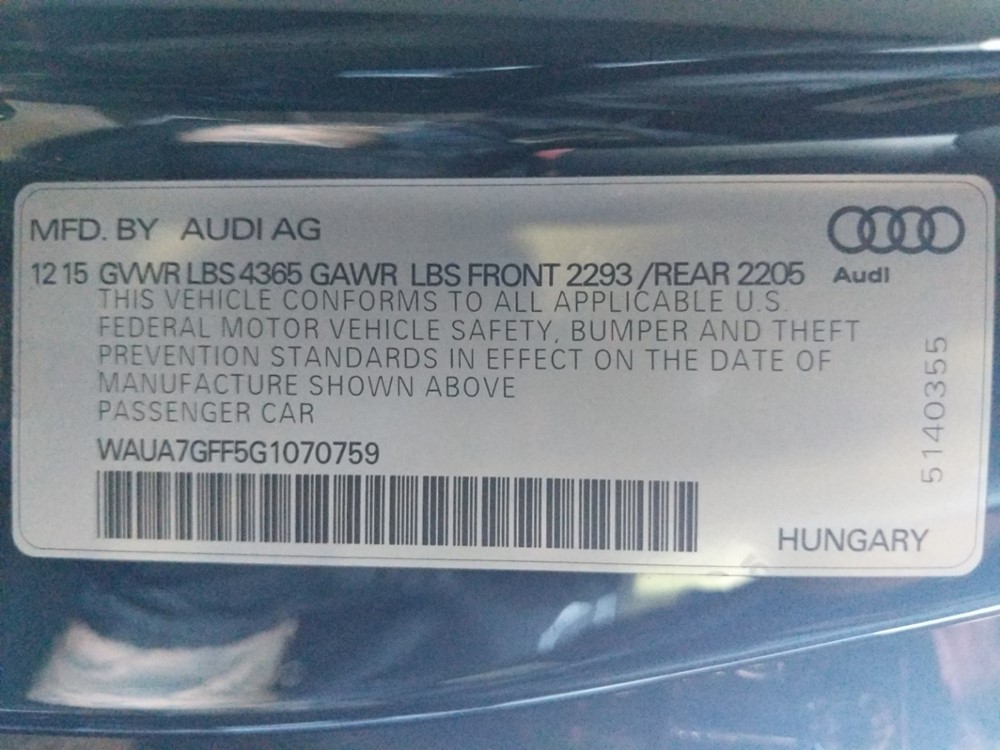 MFD. BY AUDI AG
12 15 GVWR LBS 4365 GAWR LBS FRONT 2293 /REAR 2205
Audi
THIS VEHICLE CONFORMS TO ALL APPLICABLE U.S.
FEDERAL MOTOR VEHICLE SAFETY, BUMPER AND THEFT
PREVENTION STANDARDS IN EFFECT ON THE DATE OF
MANUFACTURE SHOWN ABOVE
PASSENGER CAR
WAUA7GFF5G1070759
5140355
HUNGARY